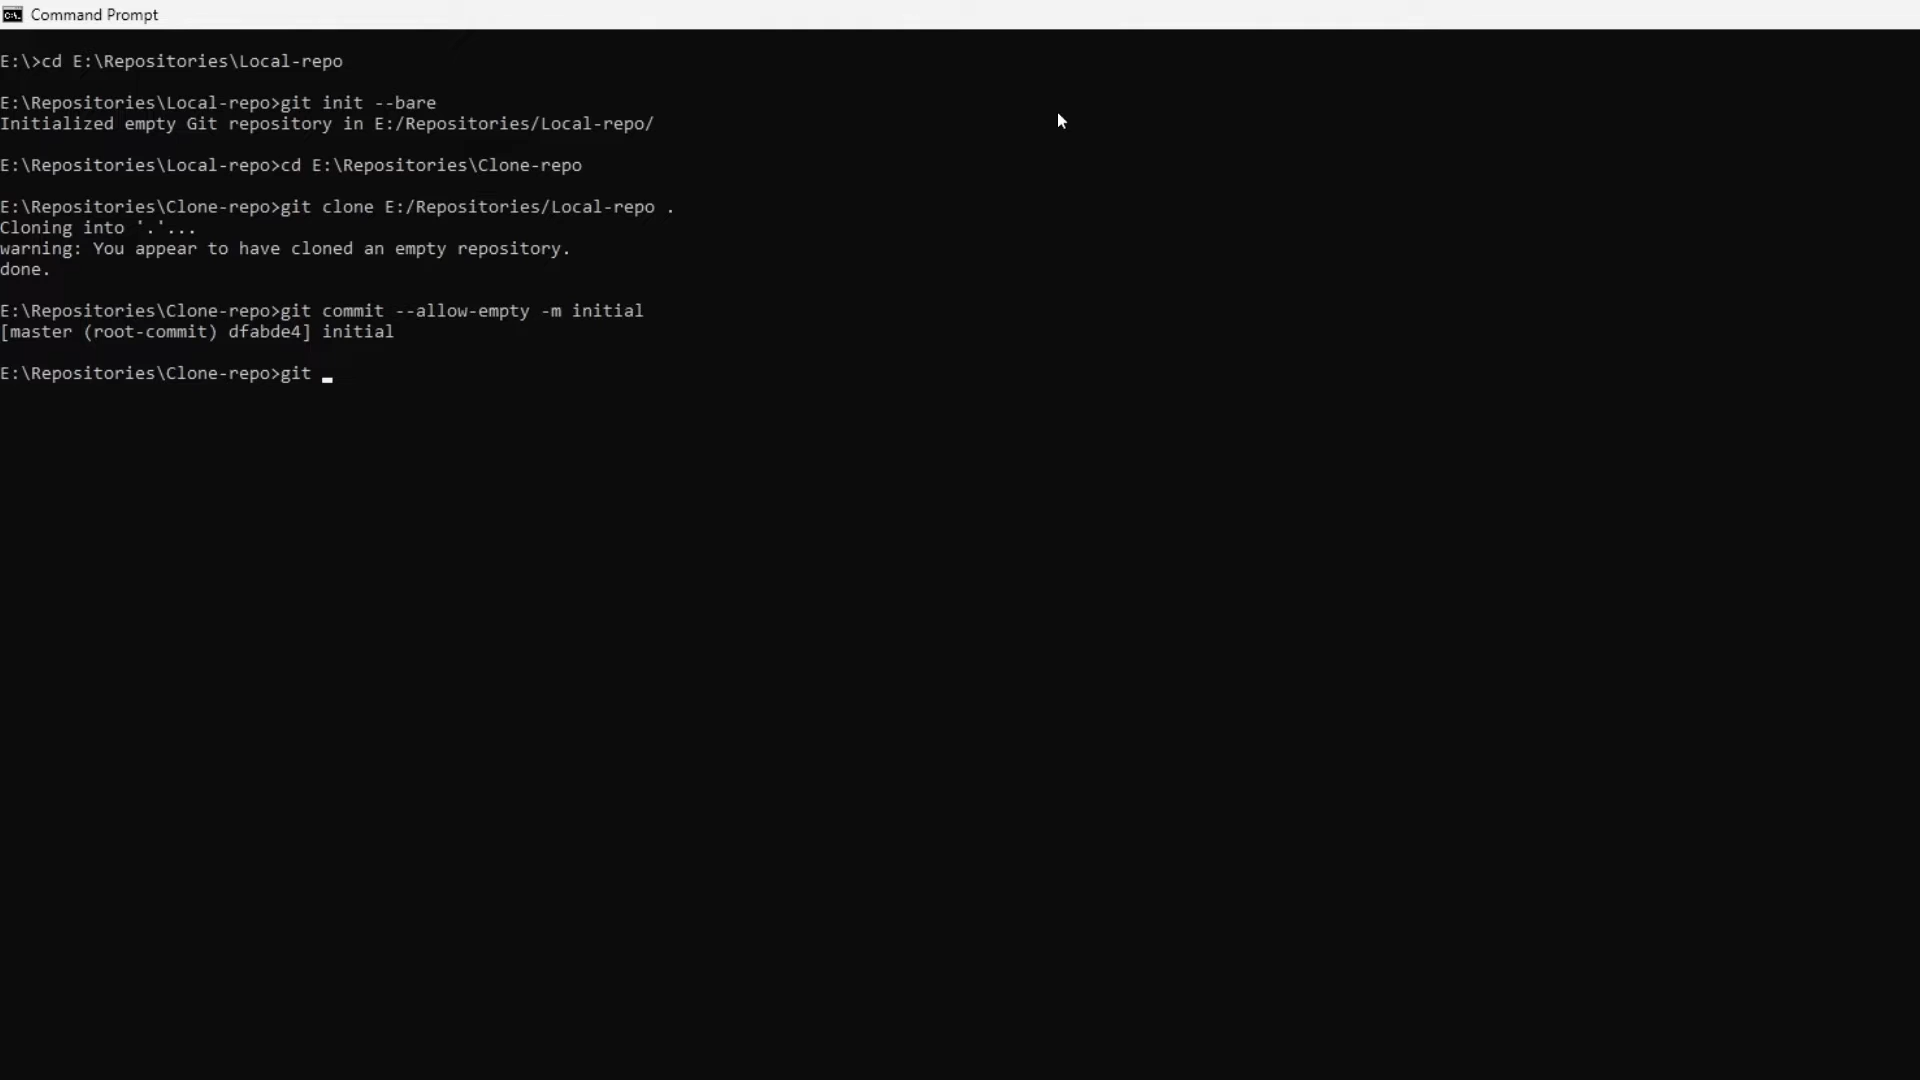 Command Prompt
E:\>cd E:\Repositories\Local-repo
E:\Repositories\Local-repo>git init --bare
Initialized empty Git repository in E:/Repositories/Local-repo/
E:\Repositories\Local-repo>cd E:\Repositories\Clone-repo
E:\Repositories\Clone-repo>git clone E:/Repositories/Local-repo .
Cloning into '.'...
warning: You appear to have cloned an empty repository.
done.
E:\Repositories\Clone-repo>git commit --allow-empty -m initial
[master (root-commit) dfabde4] initial
E:\Repositories\Clone-repo>git